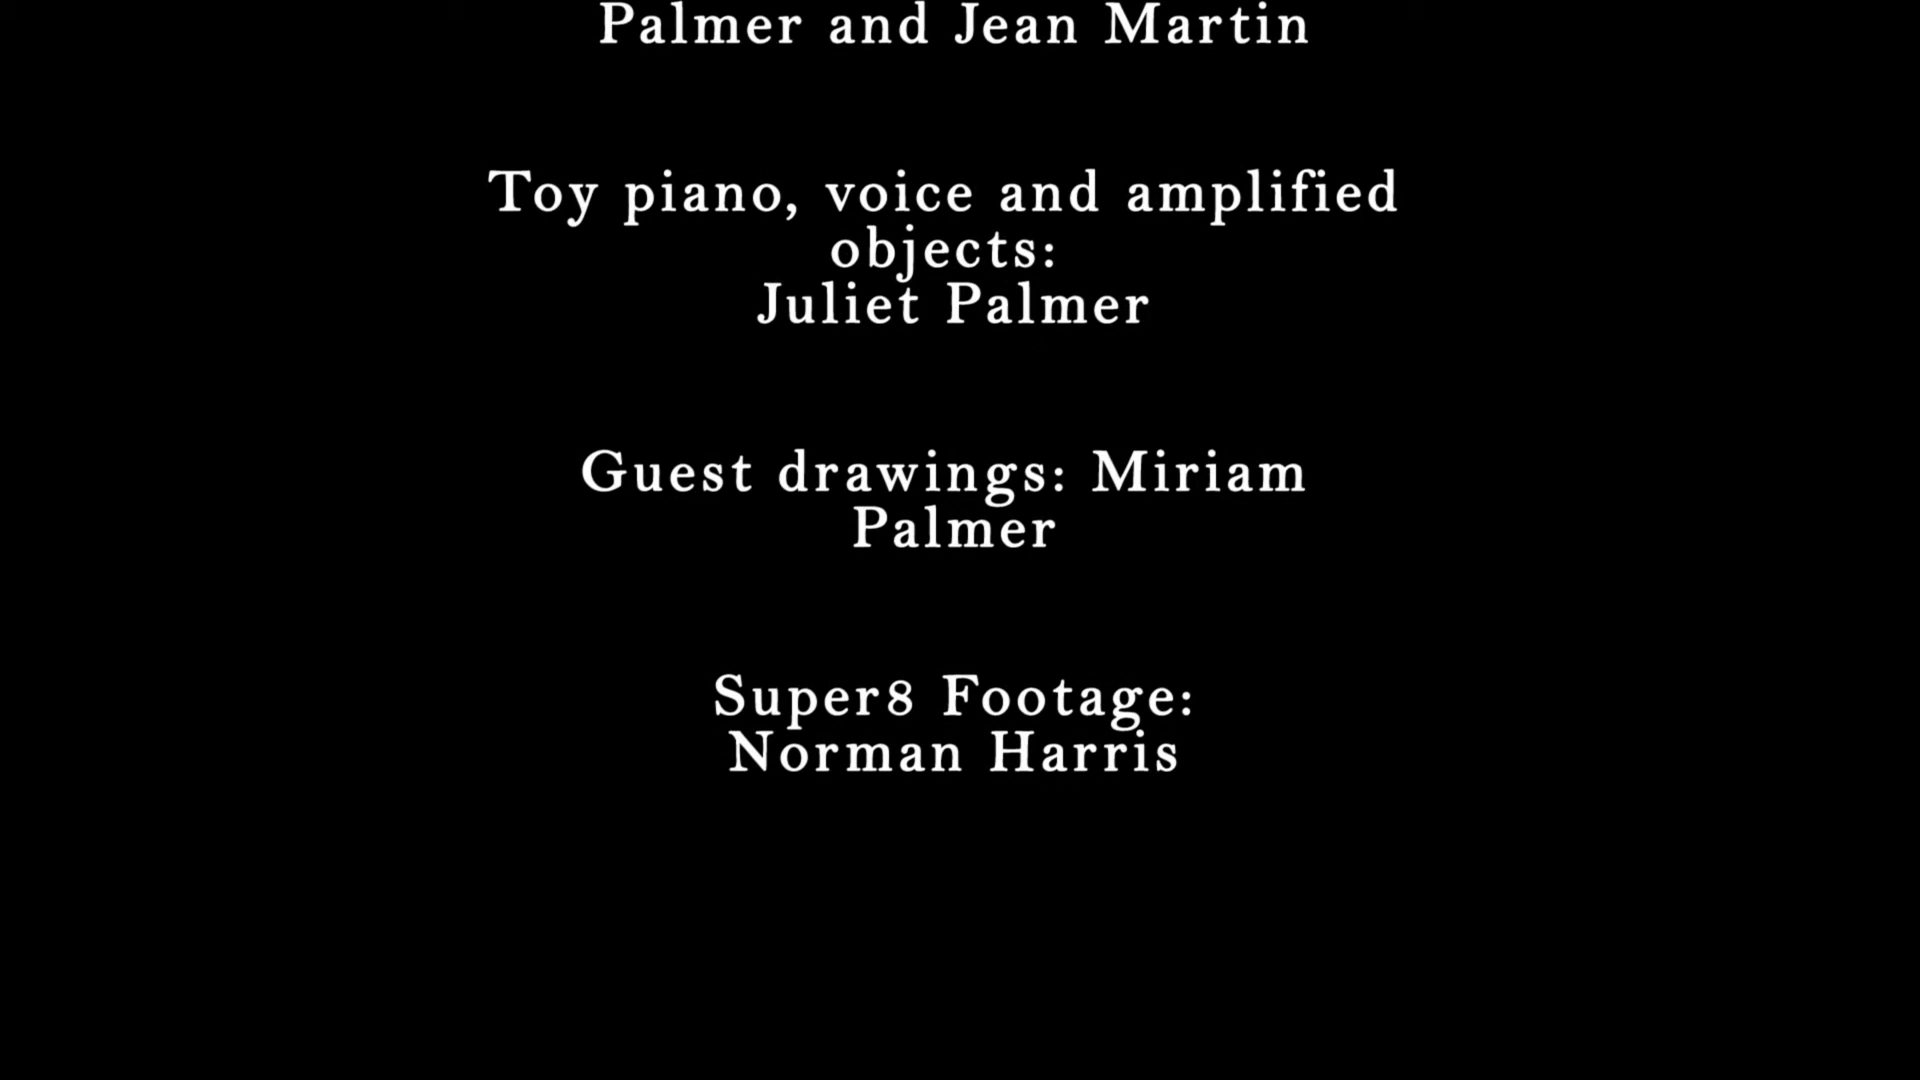 Palmer and Jean Martin
Toy piano, voice and amplified
objects:
Juliet Palmer
Guest drawings: Miriam
Palmer
Super8 Footage:
Norman Harris